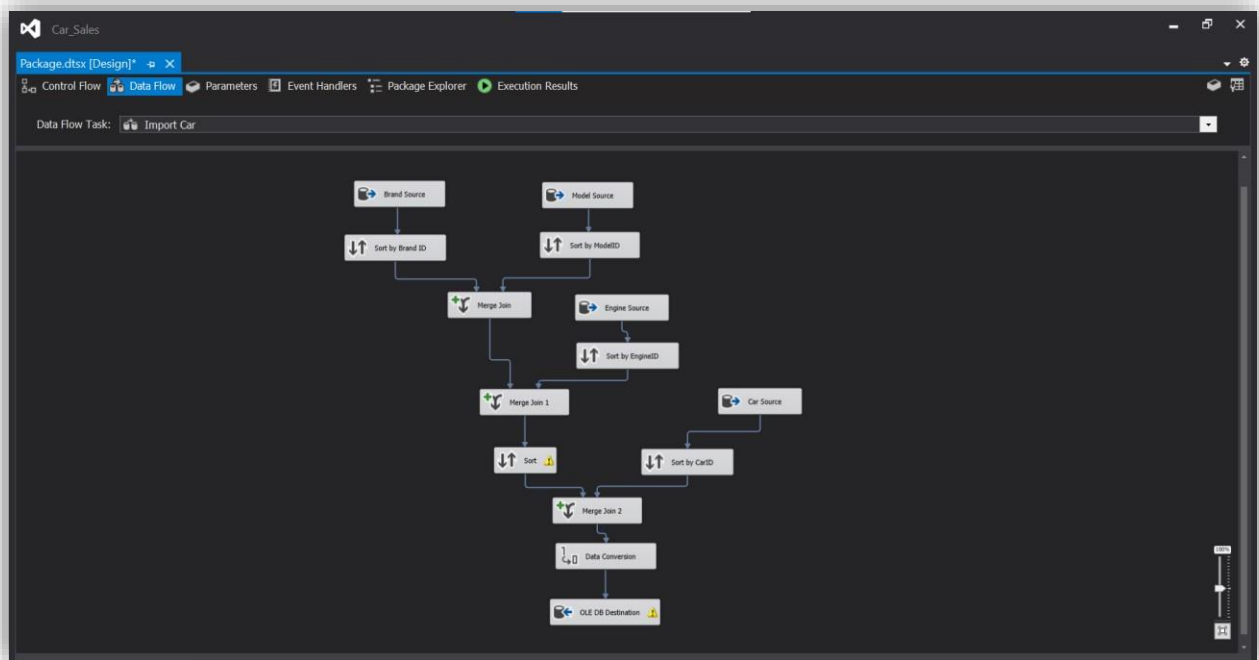 Car_Sales
Package.dtsx [Design]*
Control Flow Data Flow Parameters Event Handlers Package Explorer Execution Results
Data Flow Task: Import Car
Brand Source Model Source
Sort by Brand ID Sort by ModelID
Merge Join Engine Source
Sort by EngineID
Merge Join 1 Car Source
Sort Sort by CarID
Merge Join 2
Data Conversion
OLE DB Destination
100%